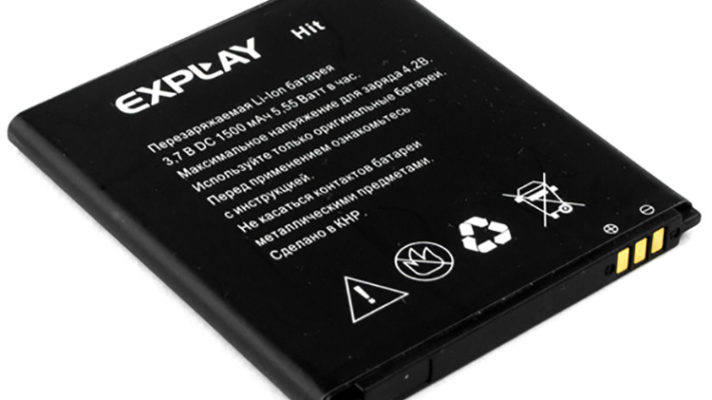 EXPLAY Hit
Перезаряжаемая Li-Ion батарея
3.7 В DC 1500 мАч 5.55 Ватт в час.
Максимальное напряжение для заряда 4.2В.
Используйте только оригинальные батареи.
Перед применением ознакомьтесь
с инструкцией.
Не касаться контактов батареи
металлическими предметами.
Сделано в КНР.